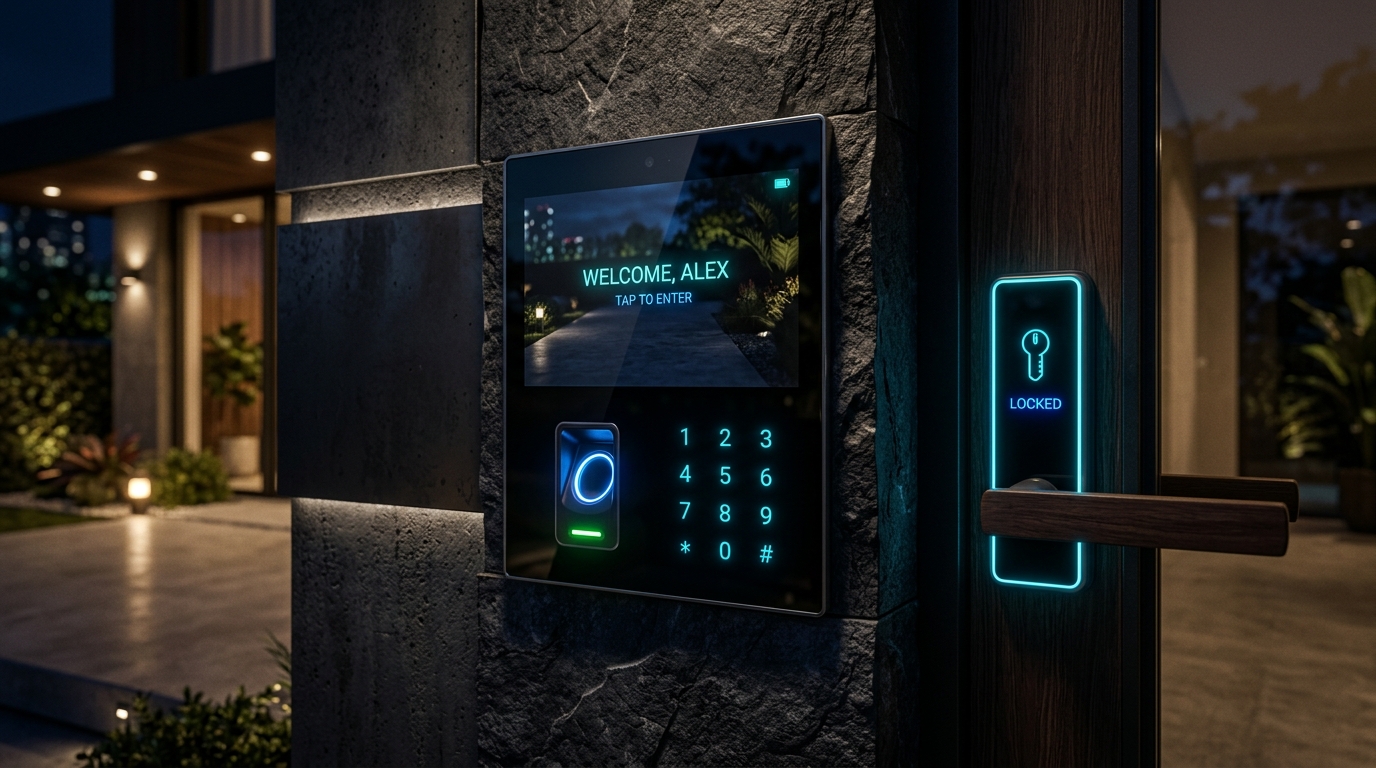 WELCOME, ALEX
TAP TO ENTER
1 2 3
4 5 6
7 8 9
* 0 #
LOCKED